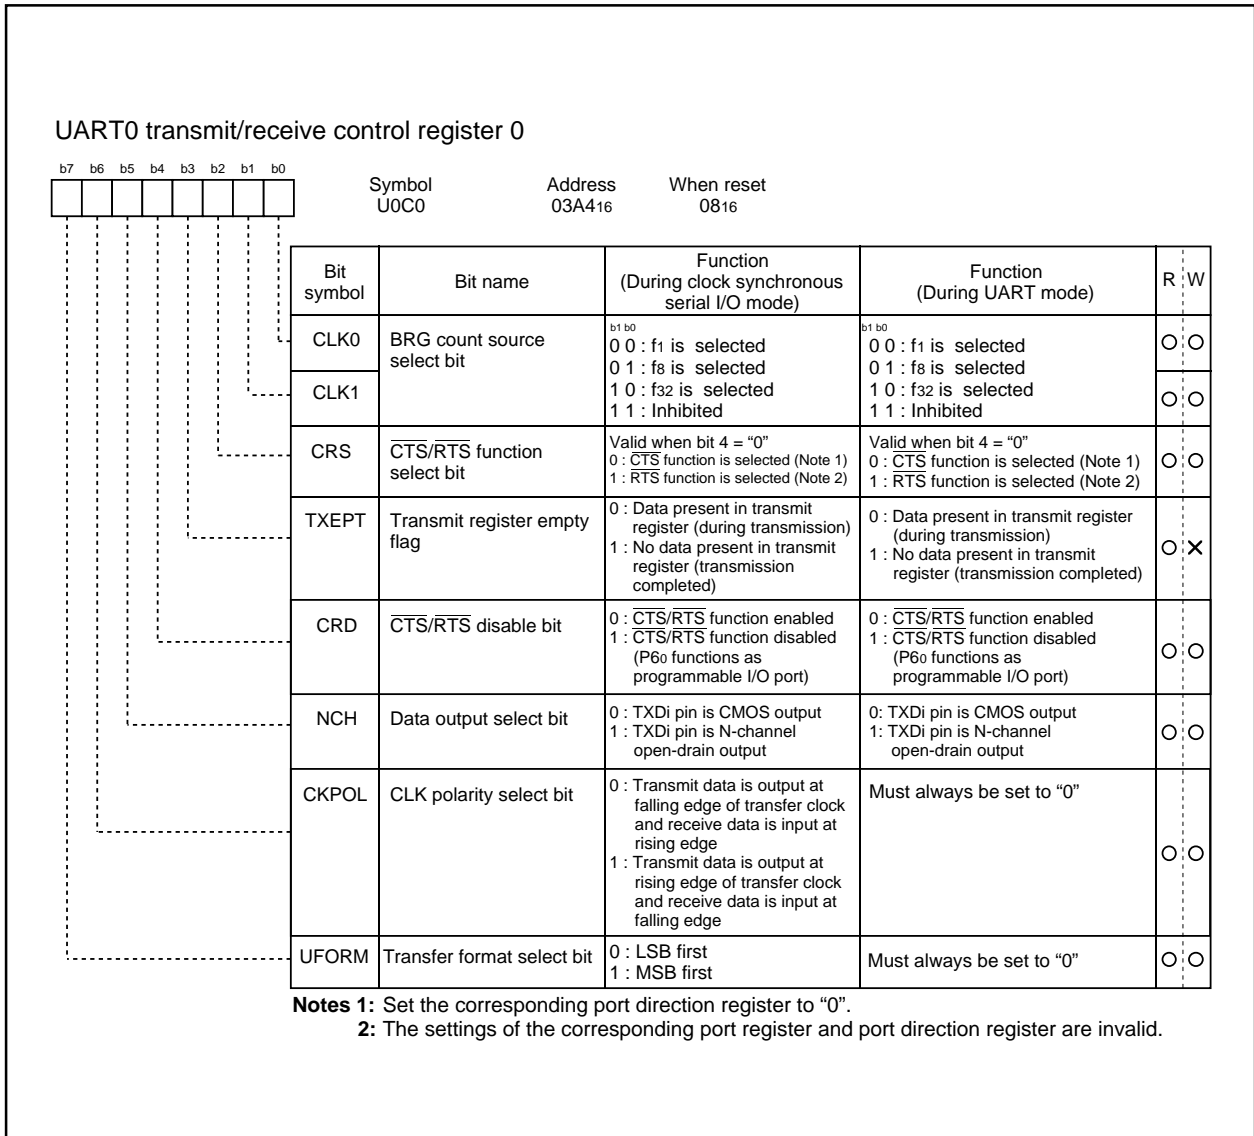 UART0 transmit/receive control register 0
b7 b6 b5 b4 b3 b2 b1 b0
Symbol Address When reset
U0C0 03A416 0816
Bit symbol
Bit name
Function
(During clock synchronous
serial I/O mode)
Function
(During UART mode)
R W
CLK0
CLK1
BRG count source
select bit
b1 b0
0 0 : f1 is selected
0 1 : f8 is selected
1 0 : f32 is selected
1 1 : Inhibited
b1 b0
0 0 : f1 is selected
0 1 : f8 is selected
1 0 : f32 is selected
1 1 : Inhibited
CRS
CTS/RTS function
select bit
Valid when bit 4 = “0”
0 : CTS function is selected (Note 1)
1 : RTS function is selected (Note 2)
Valid when bit 4 = “0”
0 : CTS function is selected (Note 1)
1 : RTS function is selected (Note 2)
TXEPT
Transmit register empty
flag
0 : Data present in transmit
register (during transmission)
1 : No data present in transmit
register (transmission
completed)
0 : Data present in transmit register
(during transmission)
1 : No data present in transmit
register (transmission completed)
CRD
CTS/RTS disable bit
0 : CTS/RTS function enabled
1 : CTS/RTS function disabled
(P60 functions as
programmable I/O port)
0 : CTS/RTS function enabled
1 : CTS/RTS function disabled
(P60 functions as
programmable I/O port)
NCH
Data output select bit
0 : TXDi pin is CMOS output
1 : TXDi pin is N-channel
open-drain output
0: TXDi pin is CMOS output
1: TXDi pin is N-channel
open-drain output
CKPOL
CLK polarity select bit
0 : Transmit data is output at
falling edge of transfer clock
and receive data is input at
rising edge
1 : Transmit data is output at
rising edge of transfer clock
and receive data is input at
falling edge
Must always be set to “0”
UFORM
Transfer format select bit
0 : LSB first
1 : MSB first
Must always be set to “0”
Notes 1: Set the corresponding port direction register to “0”.
2: The settings of the corresponding port register and port direction register are invalid.